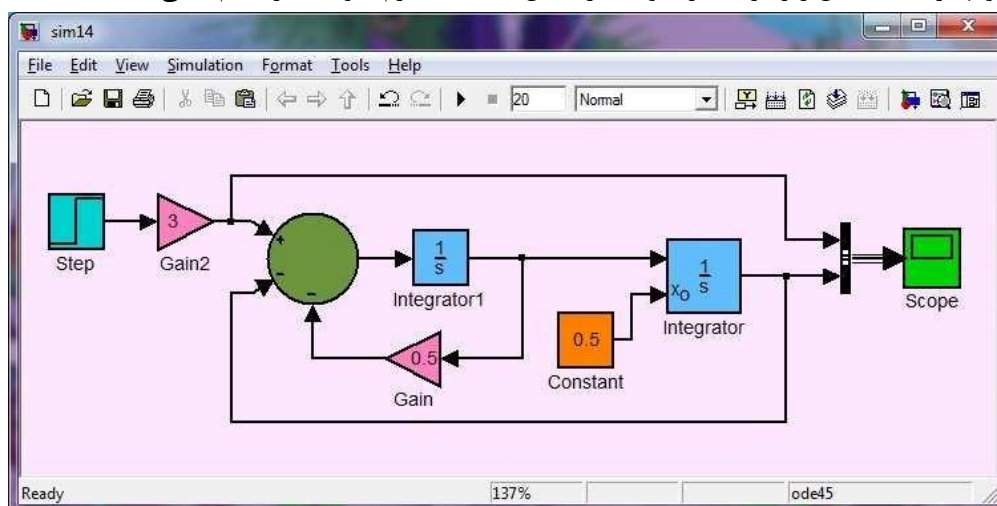 sim14
File Edit View Simulation Format Tools Help
20 Normal
Step
3
Gain2
+
-
-
1
s
Integrator1
0.5
Gain
0.5
Constant
1
s
xo
Integrator
Scope
Ready 137% ode45